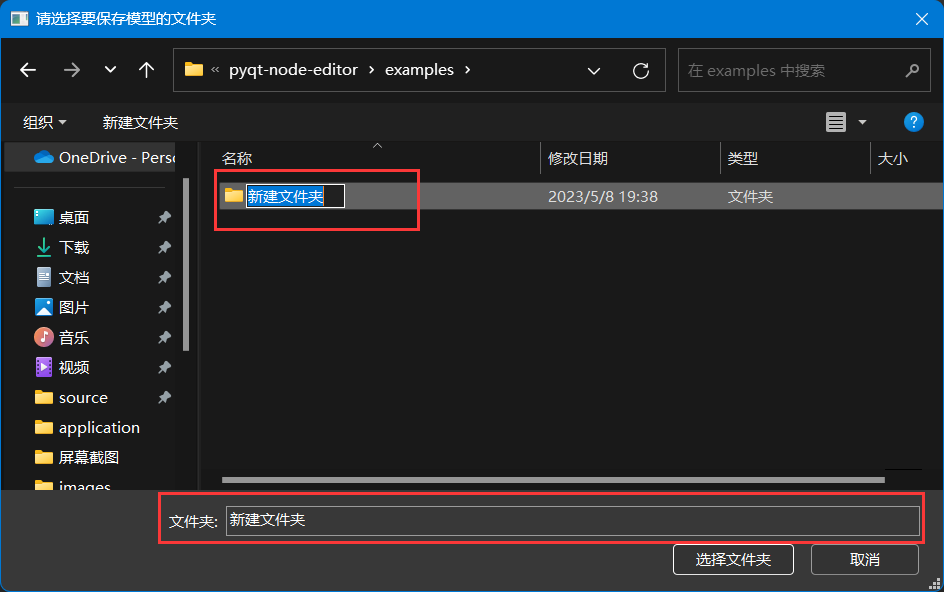 请选择要保存模型的文件夹
« pyqt-node-editor › examples ›
在 examples 中搜索
组织
新建文件夹
OneDrive - Perso
名称
修改日期
类型
大小
新建文件夹
2023/5/8 19:38
文件夹
桌面
下载
文档
图片
音乐
视频
source
application
屏幕截图
images
文件夹:
新建文件夹
选择文件夹
取消